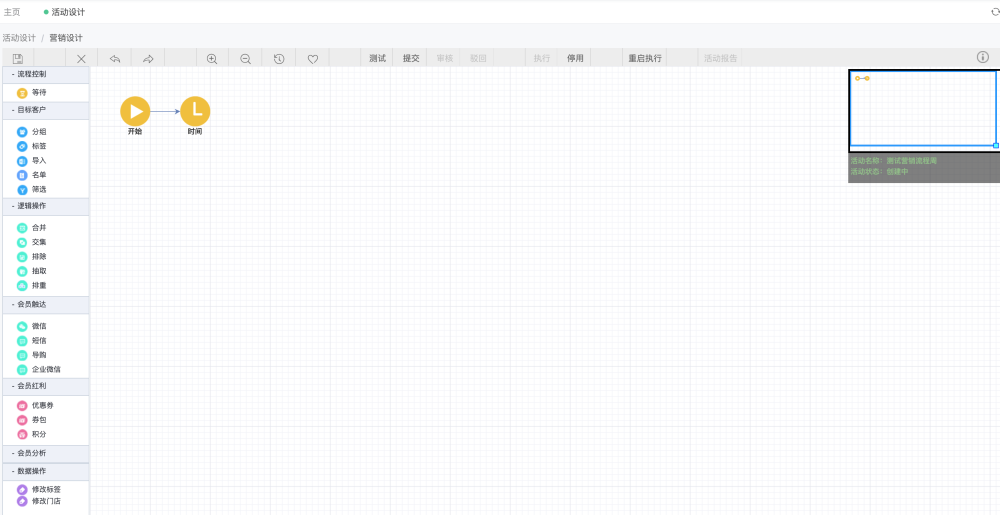 主页
活动设计
活动设计 / 营销设计
测试 提交 审核 驳回 执行 停用 重启执行 活动报告
- 流程控制
等待
- 目标客户
分组
标签
导入
名单
筛选
- 逻辑操作
合并
交集
排除
抽取
排重
- 会员触达
微信
短信
导购
企业微信
- 会员红利
优惠券
券包
积分
- 会员分析
- 数据操作
修改标签
修改门店
开始
时间
活动名称: 测试营销流程高
活动状态: 创建中